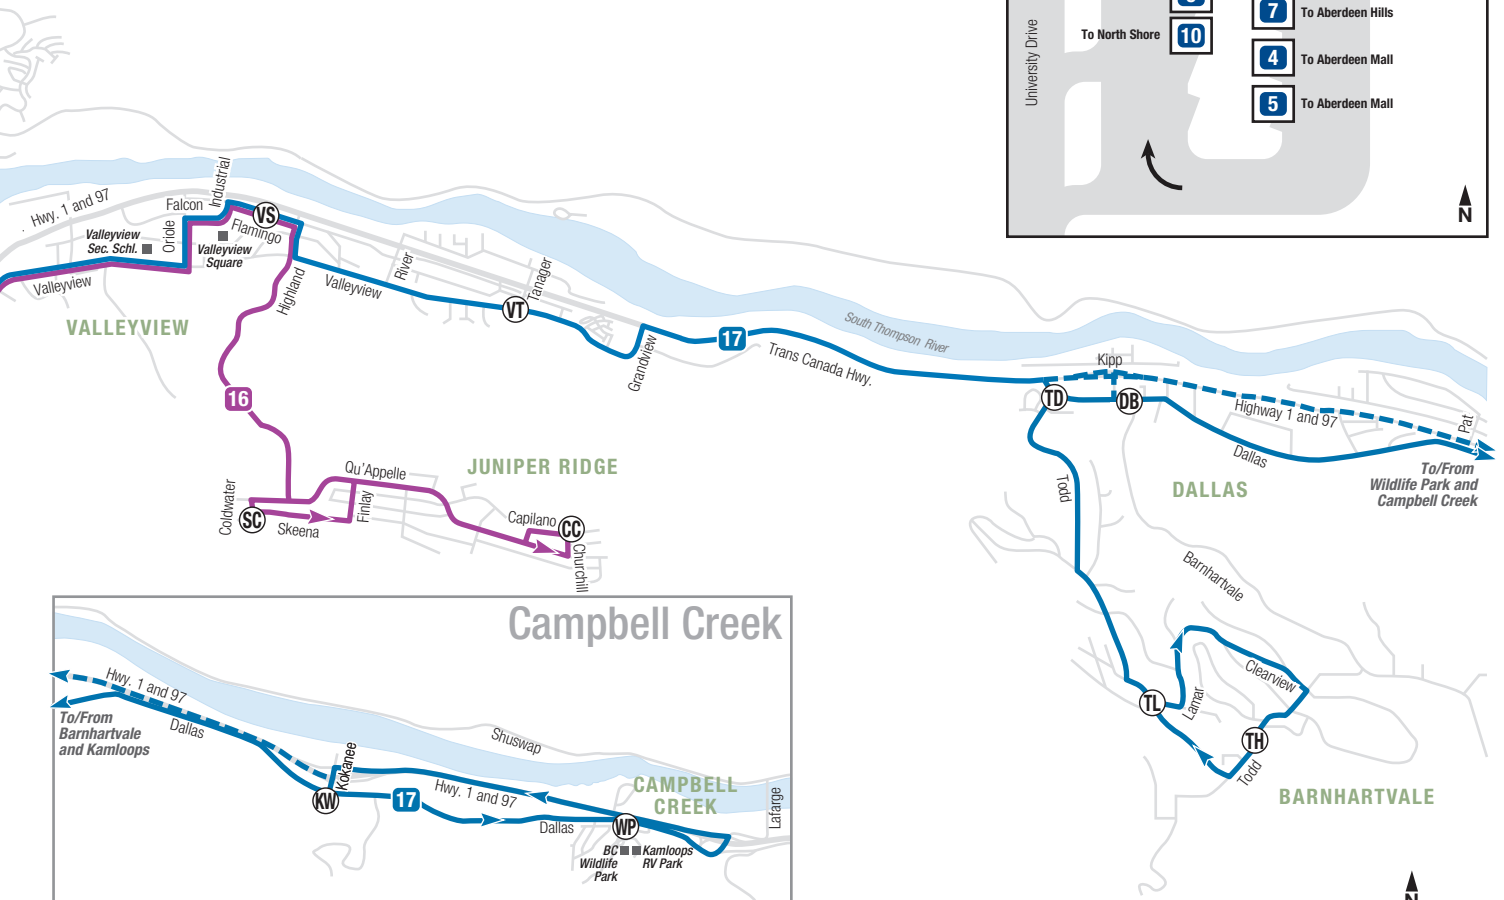 University Drive
To North Shore
10
7
To Aberdeen Hills
4
To Aberdeen Mall
5
To Aberdeen Mall
N
Hwy. 1 and 97
Falcon
Industrial
VS
Oriole
Flamingo
Valleyview
Sec. Schl.
Valleyview
Square
Valleyview
Highland
Valleyview
River
VT
Tanager
VALLEYVIEW
Grandview
17
Trans Canada Hwy.
South Thompson River
Kipp
TD
DB
Highway 1 and 97
Pat
Dallas
To/From
Wildlife Park and
Campbell Creek
DALLAS
16
Qu'Appelle
JUNIPER RIDGE
Coldwater
SC
Skeena
Finlay
Capilano
CC
Churchill
Todd
Barnhartvale
Clearview
TL
Lamar
TH
Todd
BARNHARTVALE
N
Campbell Creek
Hwy. 1 and 97
To/From
Barnhartvale
and Kamloops
Dallas
Kokanee
KW
17
Hwy. 1 and 97
Shuswap
CAMPBELL
CREEK
Dallas
WP
Lafarge
BC
Wildlife
Park
Kamloops
RV Park